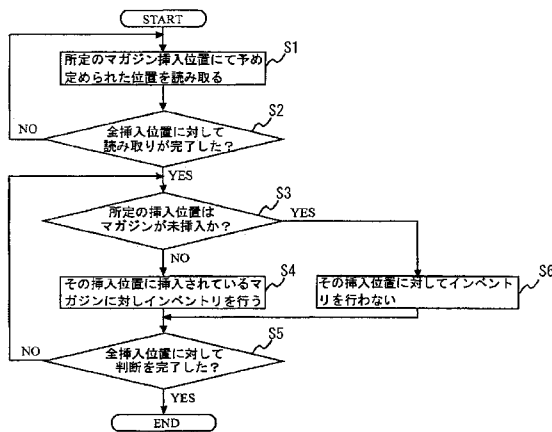 START
S1
所定のマガジン挿入位置にて予め
定められた位置を読み取る
S2
全挿入位置に対して
読み取りが完了した?
NO
YES
S3
所定の挿入位置は
マガジンが未挿入か?
YES
NO
S4
その挿入位置に挿入されているマ
ガジンに対しインベントリを行う
S6
その挿入位置に対してインベント
リを行わない
S5
全挿入位置に対して
判断を完了した?
NO
YES
END